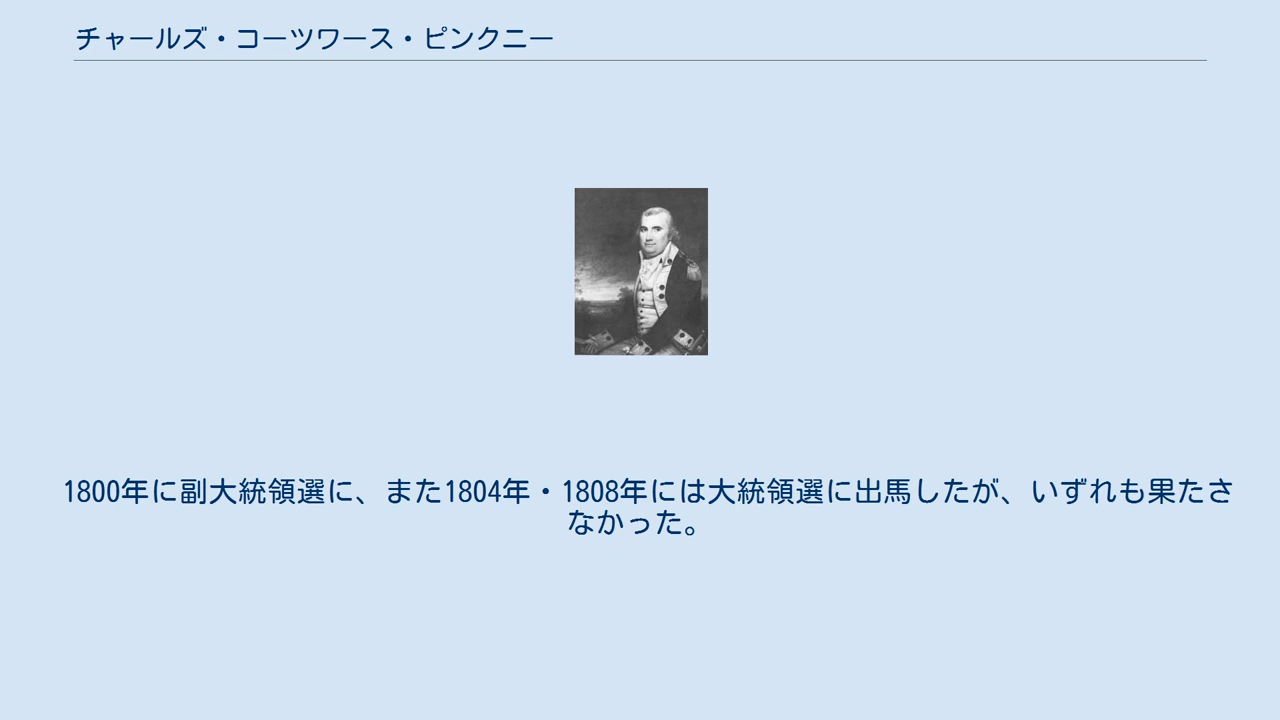 チャールズ・コーツワース・ピンクニー
1800年に副大統領選に、また1804年・1808年には大統領選に出馬したが、いずれも果たさ
なかった。